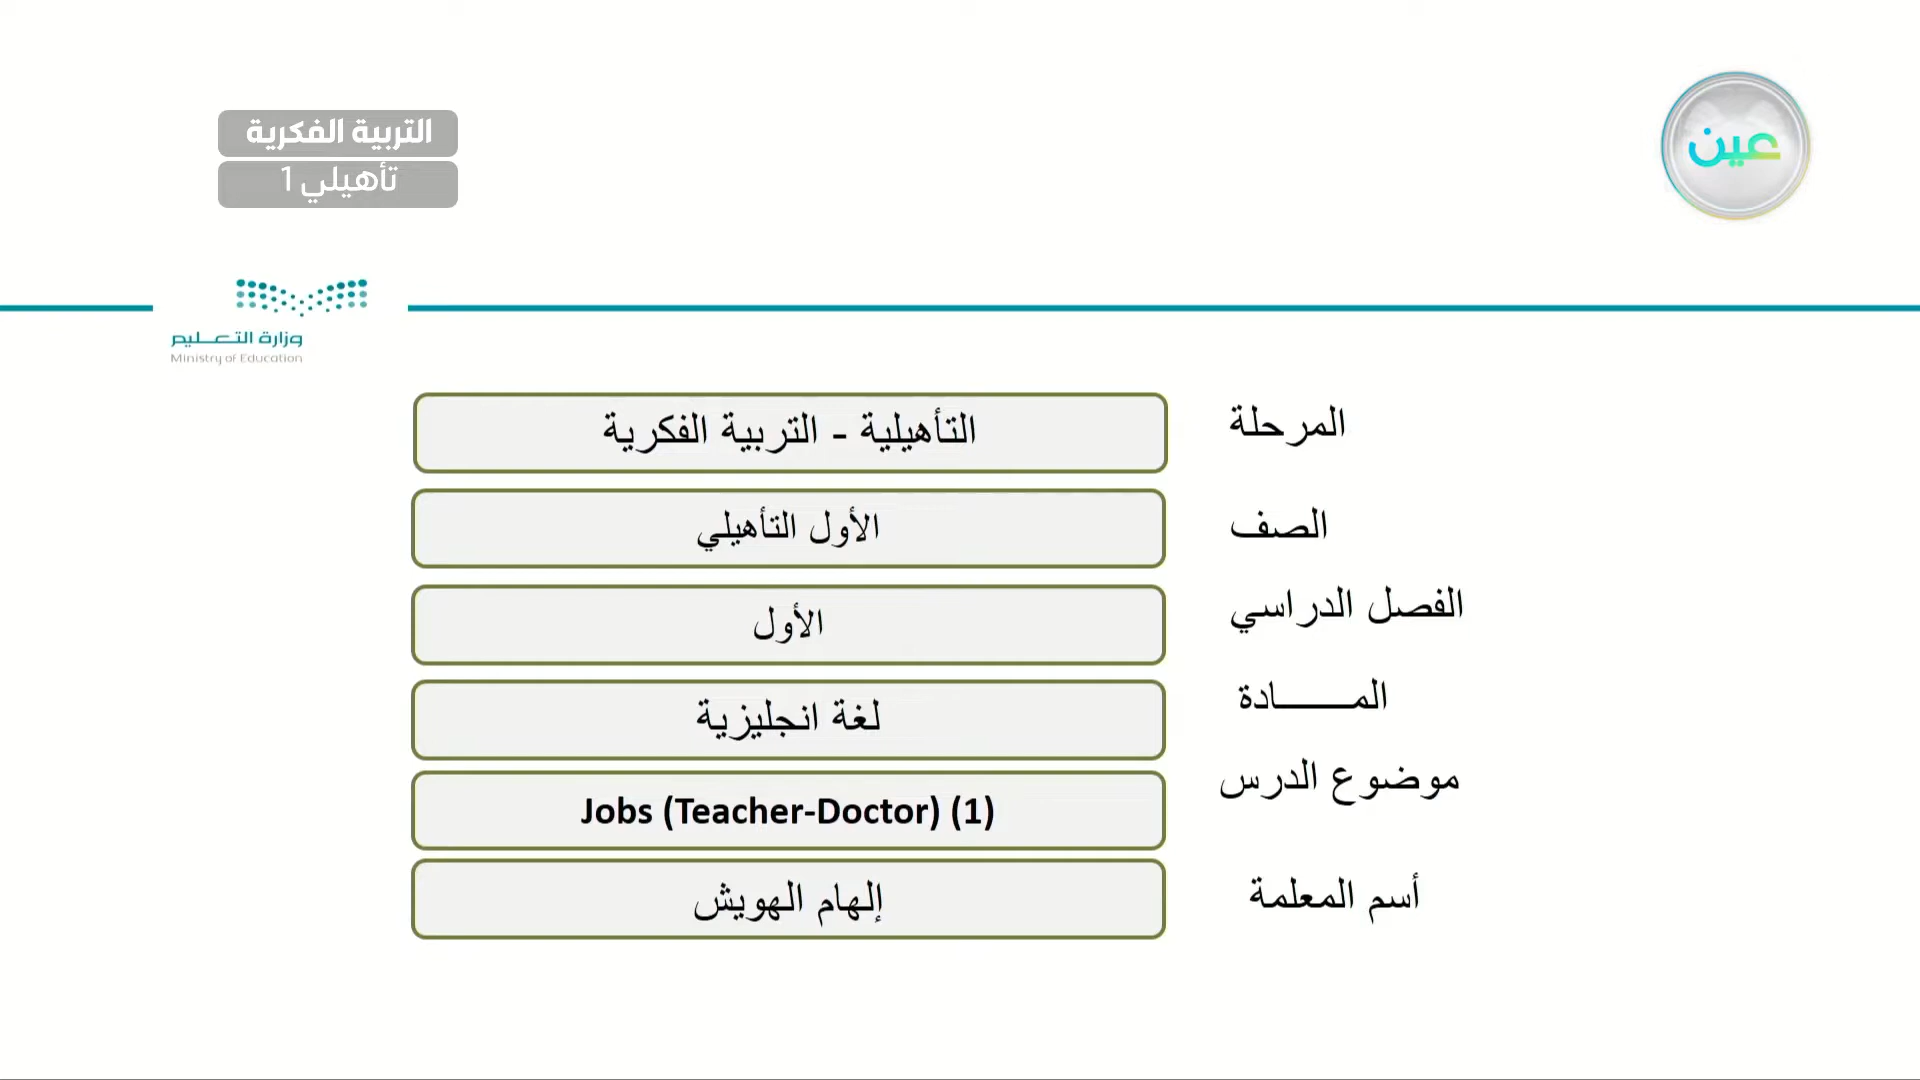 التربية الفكرية
تأهيلي 1
عين
وزارة التعليم
Ministry of Education
المرحلة
التأهيلية - التربية الفكرية
الصف
الأول التأهيلي
الفصل الدراسي
الأول
المـــــــادة
لغة انجليزية
موضوع الدرس
Jobs (Teacher-Doctor) (1)
أسم المعلمة
إلهام الهويش